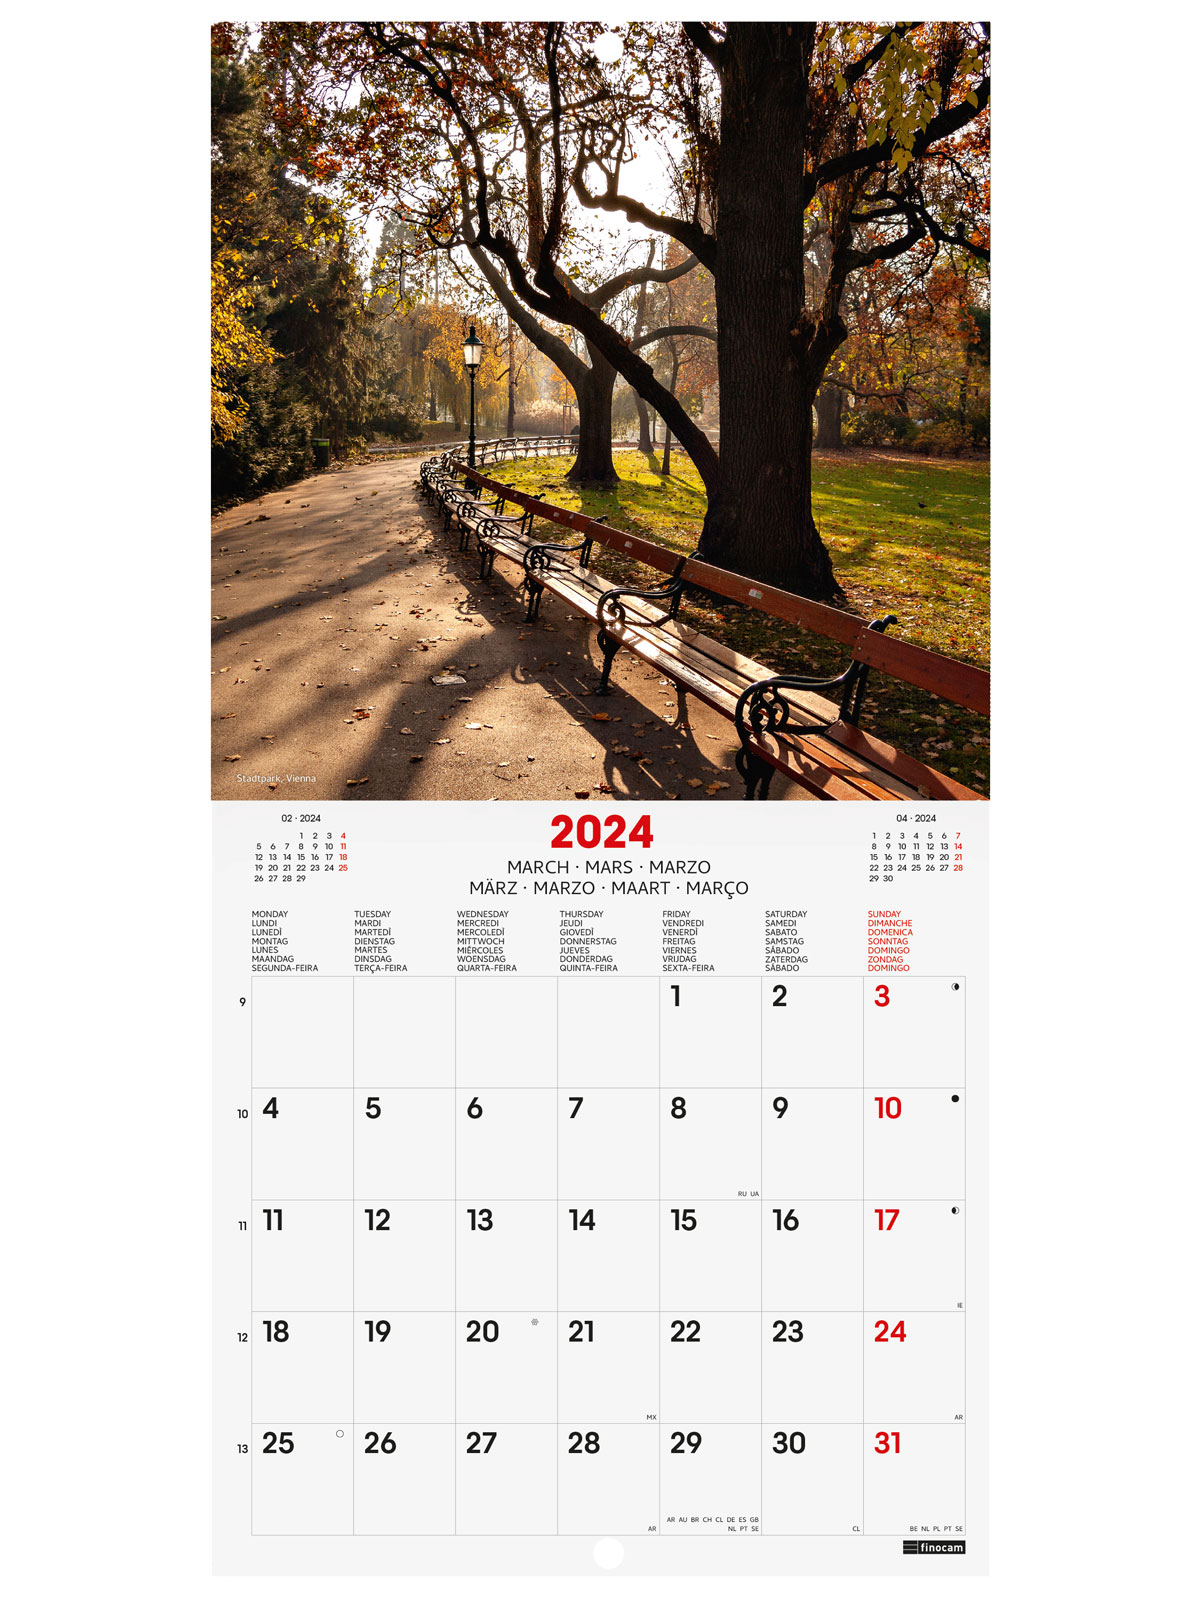 Stadtpark, Vienna
02 · 2024
1 2 3 4
5 6 7 8 9 10 11
12 13 14 15 16 17 18
19 20 21 22 23 24 25
26 27 28 29
2024
MARCH · MARS · MARZO
MÄRZ · MARZO · MAART · MARÇO
04 · 2024
1 2 3 4 5 6 7
8 9 10 11 12 13 14
15 16 17 18 19 20 21
22 23 24 25 26 27 28
29 30
MONDAY TUESDAY WEDNESDAY THURSDAY FRIDAY SATURDAY SUNDAY
LUNDI MARDI MERCREDI JEUDI VENDREDI SAMEDI DIMANCHE
LUNEDÌ MARTEDÌ MERCOLEDÌ GIOVEDÌ VENERDÌ SABATO DOMENICA
MONTAG DIENSTAG MITTWOCH DONNERSTAG FREITAG SAMSTAG SONNTAG
LUNES MARTES MIÉRCOLES JUEVES VIERNES SÁBADO DOMINGO
MAANDAG DINSDAG WOENSDAG DONDERDAG VRIJDAG ZATERDAG ZONDAG
SEGUNDA-FEIRA TERÇA-FEIRA QUARTA-FEIRA QUINTA-FEIRA SEXTA-FEIRA SÁBADO DOMINGO
9 1 2 3
10 4 5 6 7 8 9 10
RU UA
11 11 12 13 14 15 16 17
IE
12 18 19 20 21 22 23 24
MX AR
13 25 26 27 28 29 30 31
AR AU BR CH CL DE ES GB
AR NL PT SE CL BE NL PL PT SE
finocam